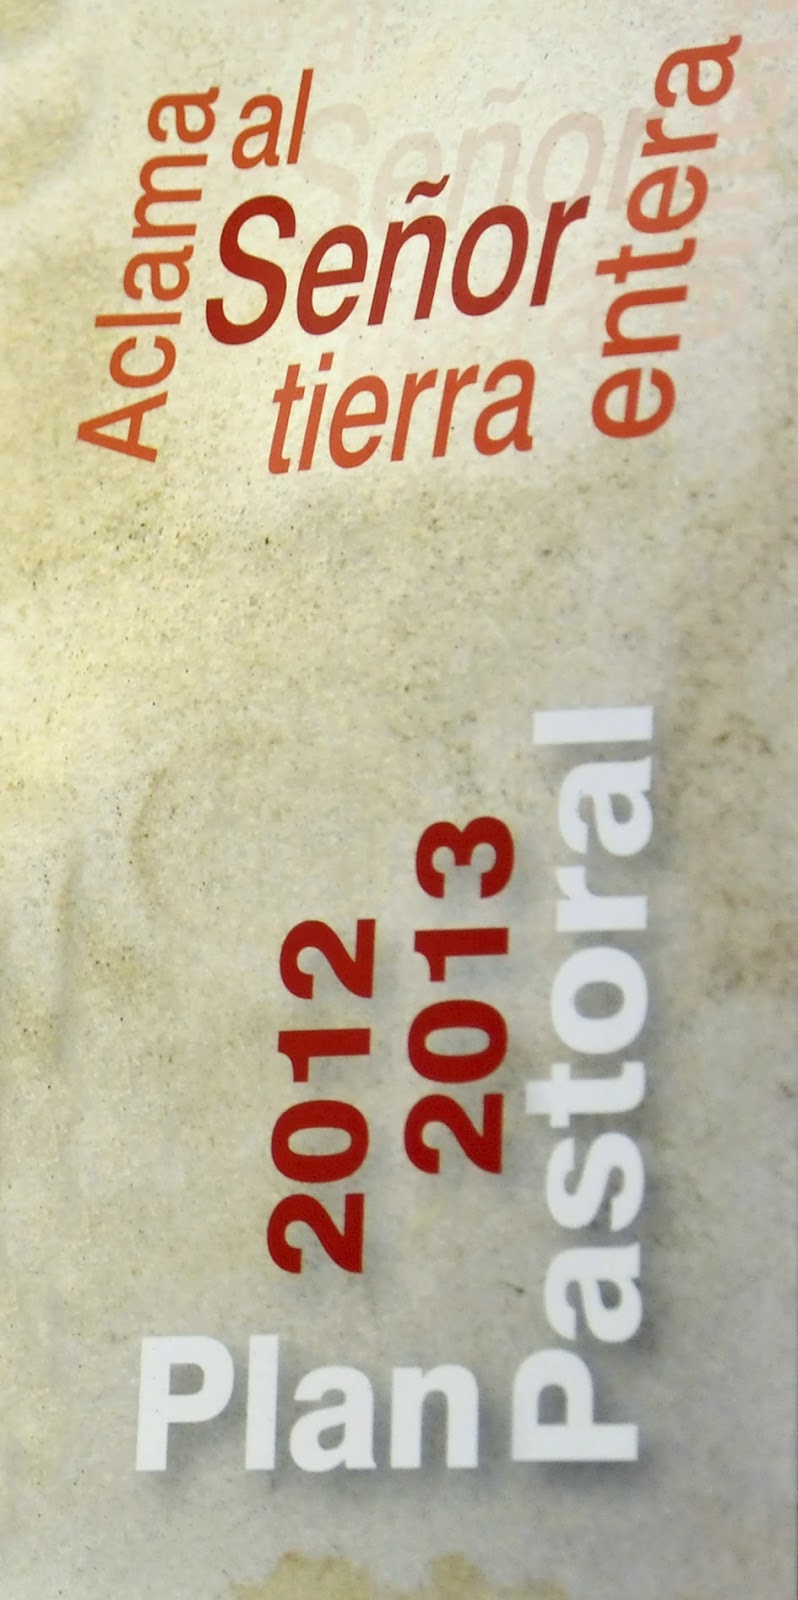 Aclama
al
Señor
tierra
entera
2012
2013
Plan
Pastoral